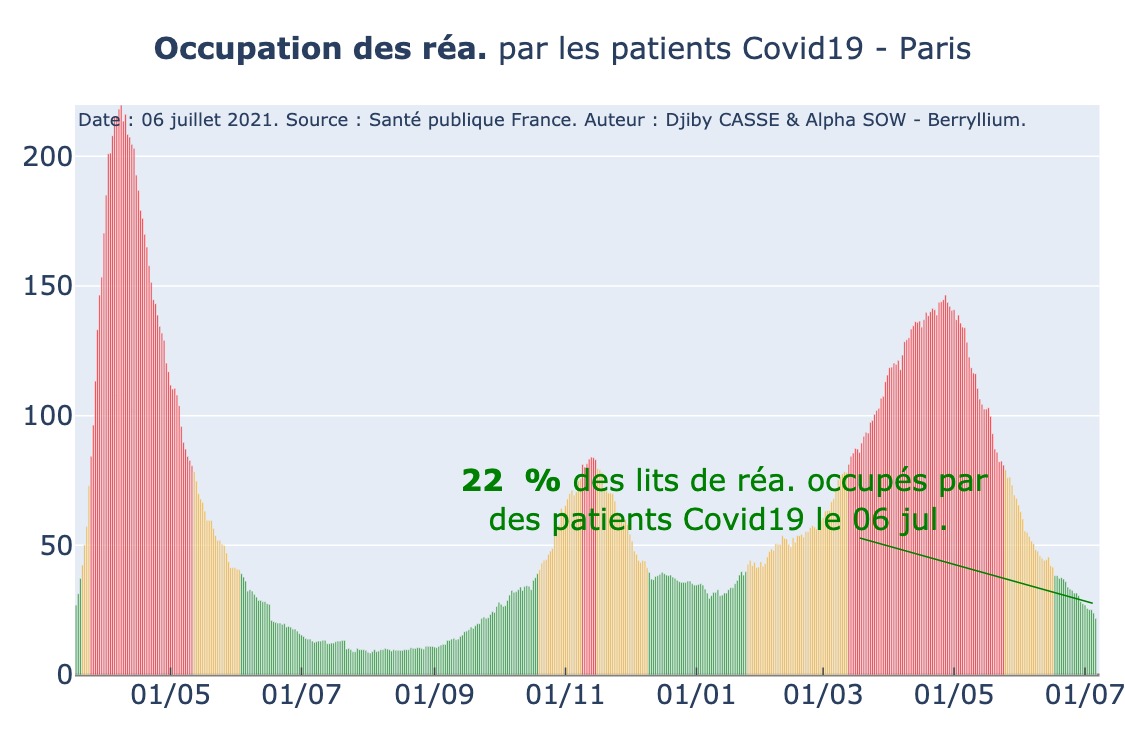 Occupation des réa. par les patients Covid19 - Paris
Date : 06 juillet 2021. Source : Santé publique France. Auteur : Djiby CASSE & Alpha SOW - Berryllium.
200
150
100
50
0
22 % des lits de réa. occupés par
des patients Covid19 le 06 jul.
01/05 01/07 01/09 01/11 01/01 01/03 01/05 01/07